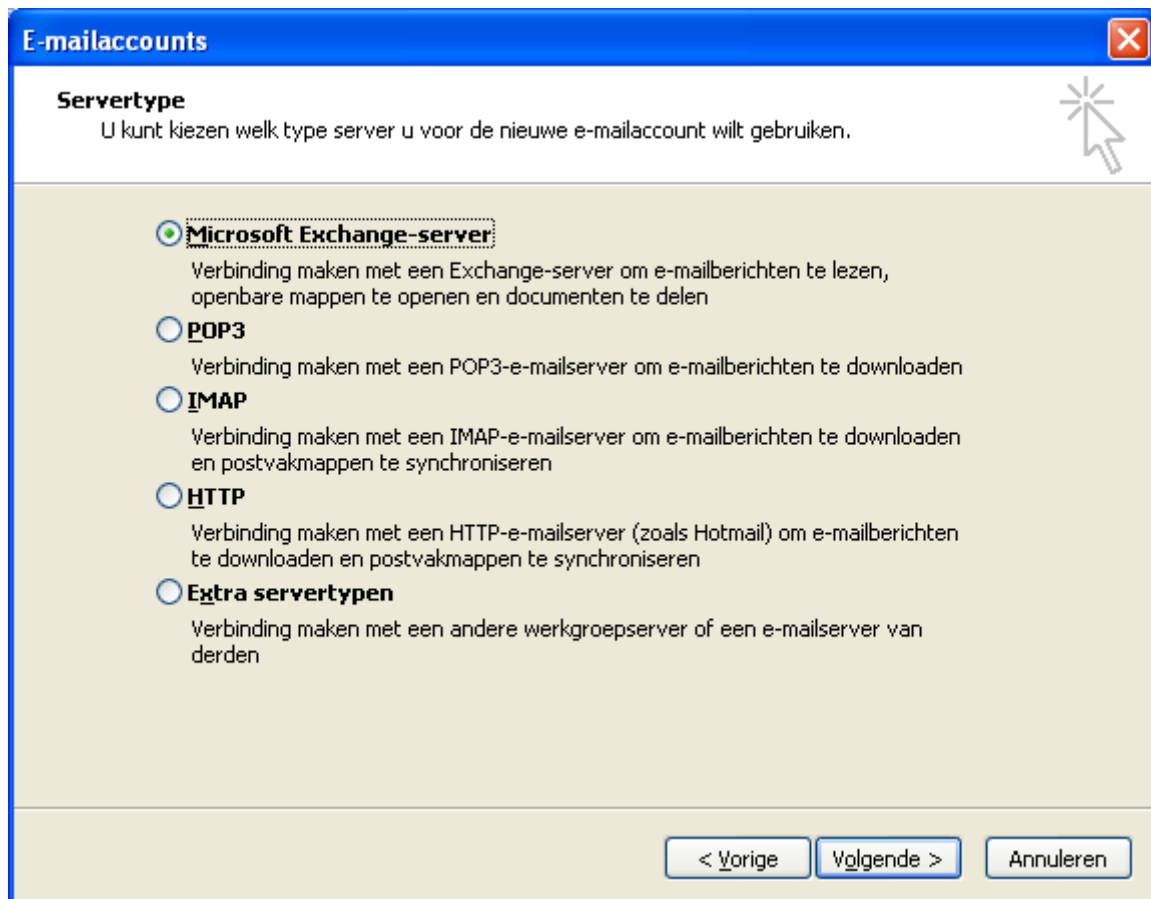 E-mailaccounts
Servertype
U kunt kiezen welk type server u voor de nieuwe e-mailaccount wilt gebruiken.
Microsoft Exchange-server
Verbinding maken met een Exchange-server om e-mailberichten te lezen,
openbare mappen te openen en documenten te delen
POP3
Verbinding maken met een POP3-e-mailserver om e-mailberichten te downloaden
IMAP
Verbinding maken met een IMAP-e-mailserver om e-mailberichten te downloaden
en postvakmappen te synchroniseren
HTTP
Verbinding maken met een HTTP-e-mailserver (zoals Hotmail) om e-mailberichten
te downloaden en postvakmappen te synchroniseren
Extra servertypen
Verbinding maken met een andere werkgroepserver of een e-mailserver van
derden
< Vorige Volgende > Annuleren